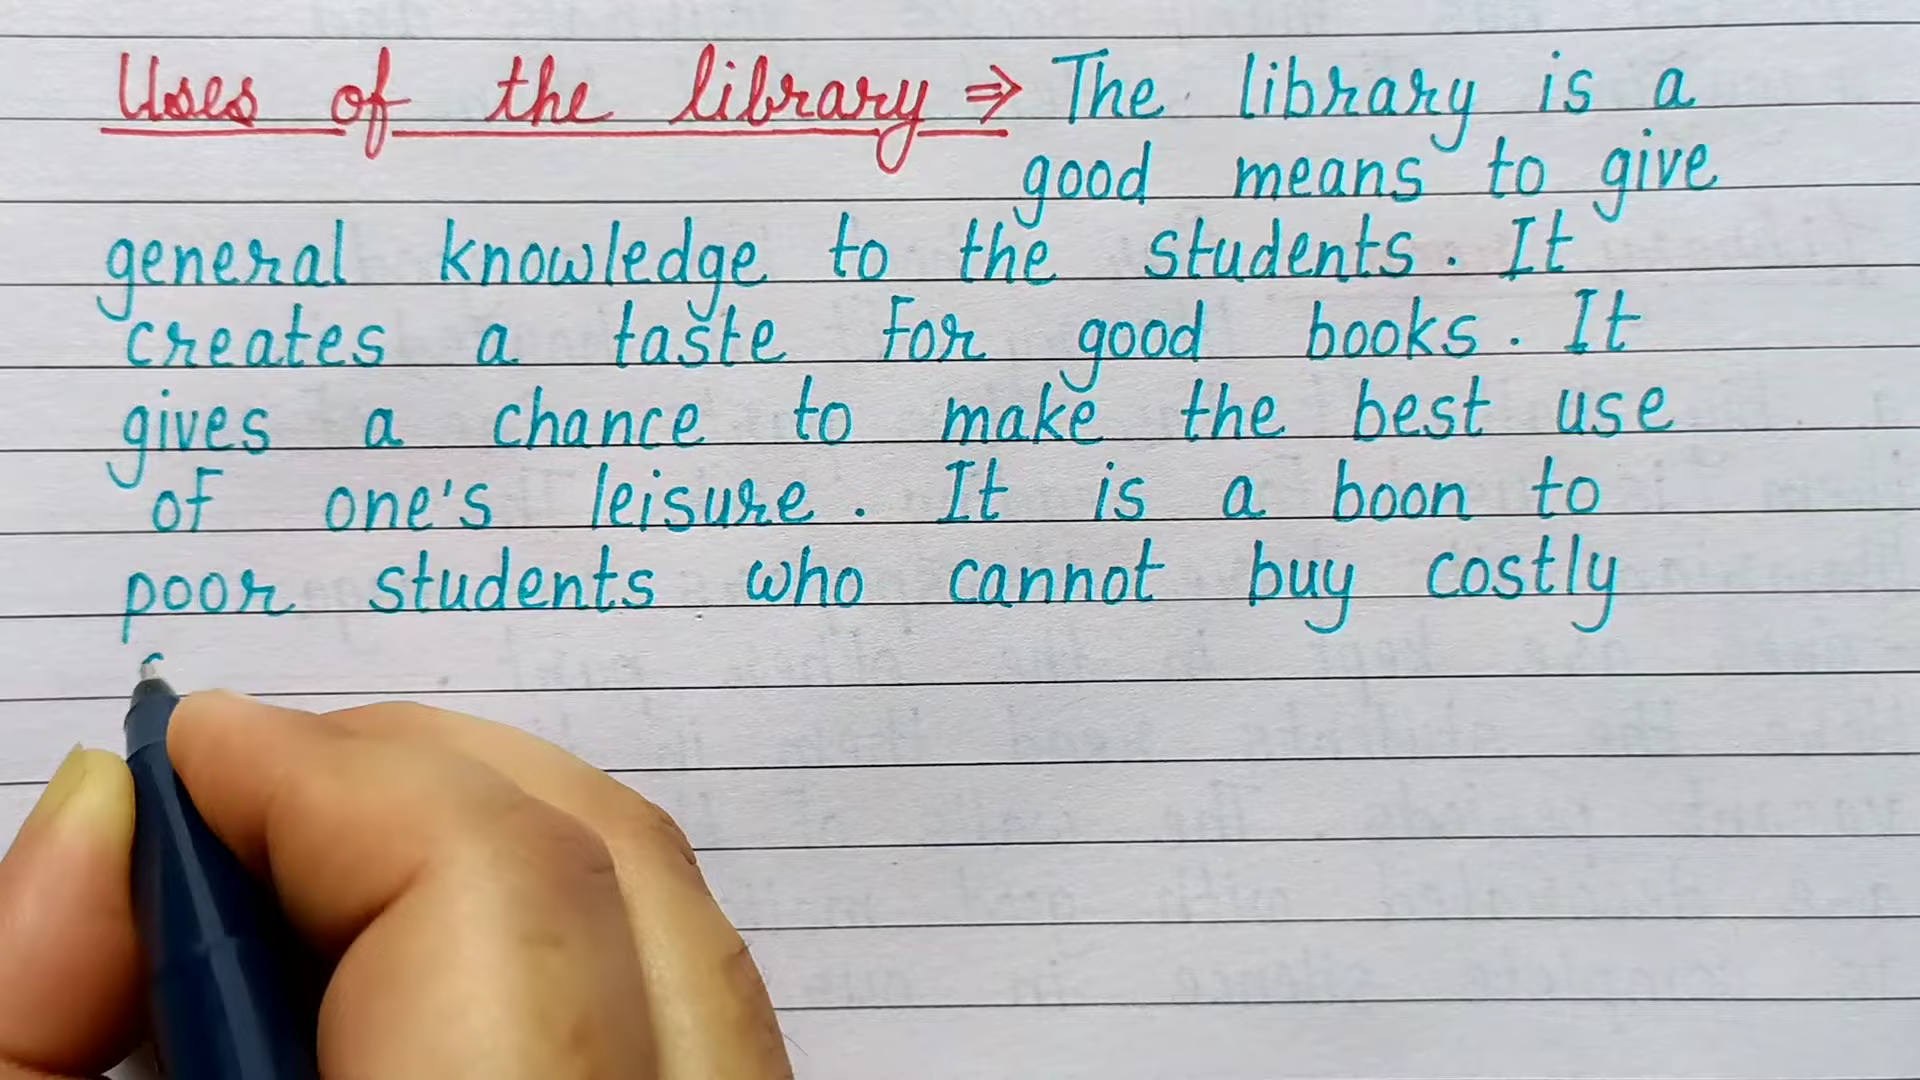 Uses of the library ⇒ The library is a
good means to give
general knowledge to the students. It
creates a taste for good books. It
gives a chance to make the best use
of one's leisure. It is a boon to
poor students who cannot buy costly